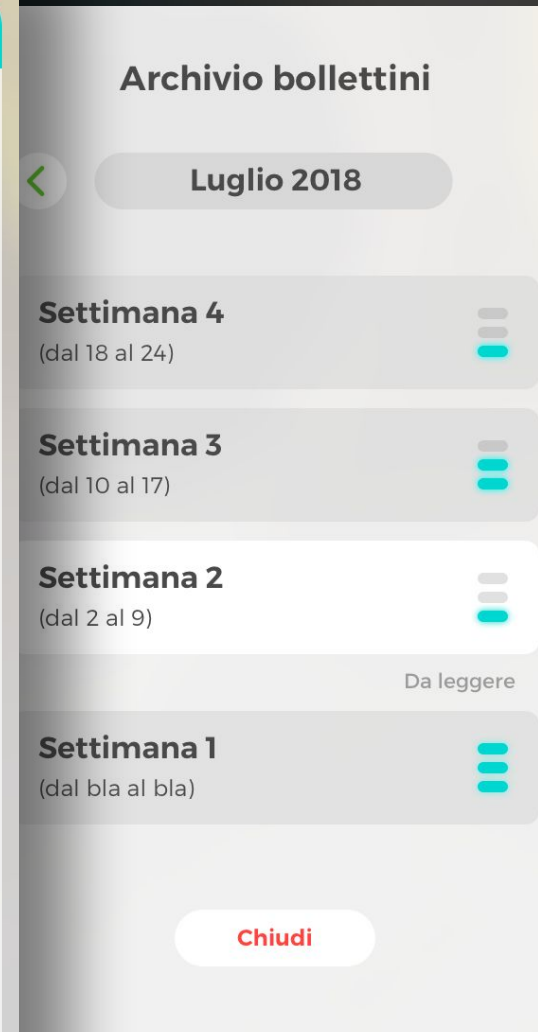 Archivio bollettini
Luglio 2018
Settimana 4
(dal 18 al 24)
Settimana 3
(dal 10 al 17)
Settimana 2
(dal 2 al 9)
Da leggere
Settimana 1
(dal bla al bla)
Chiudi